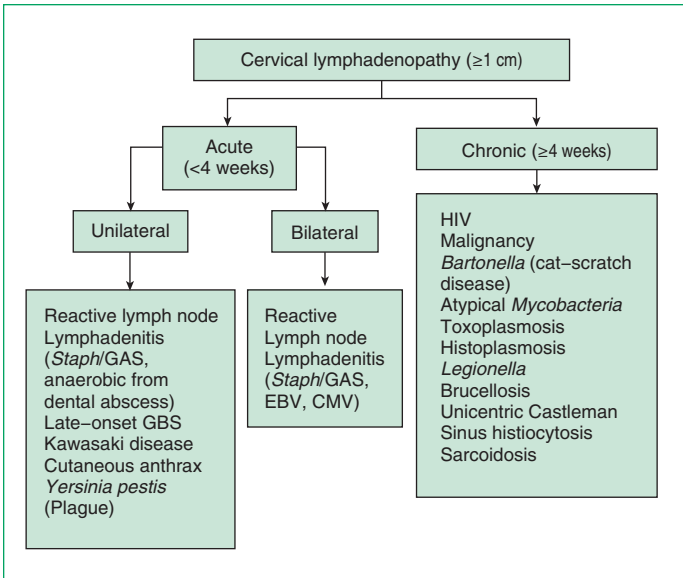 Cervical lymphadenopathy (≥1 cm)
Acute
(<4 weeks)
Chronic (≥4 weeks)
Unilateral
Bilateral
Reactive lymph node
Lymphadenitis
(Staph/GAS,
anaerobic from
dental abscess)
Late–onset GBS
Kawasaki disease
Cutaneous anthrax
Yersinia pestis
(Plague)
Reactive
Lymph node
Lymphadenitis
(Staph/GAS,
EBV, CMV)
HIV
Malignancy
Bartonella (cat–scratch
disease)
Atypical Mycobacteria
Toxoplasmosis
Histoplasmosis
Legionella
Brucellosis
Unicentric Castleman
Sinus histiocytosis
Sarcoidosis